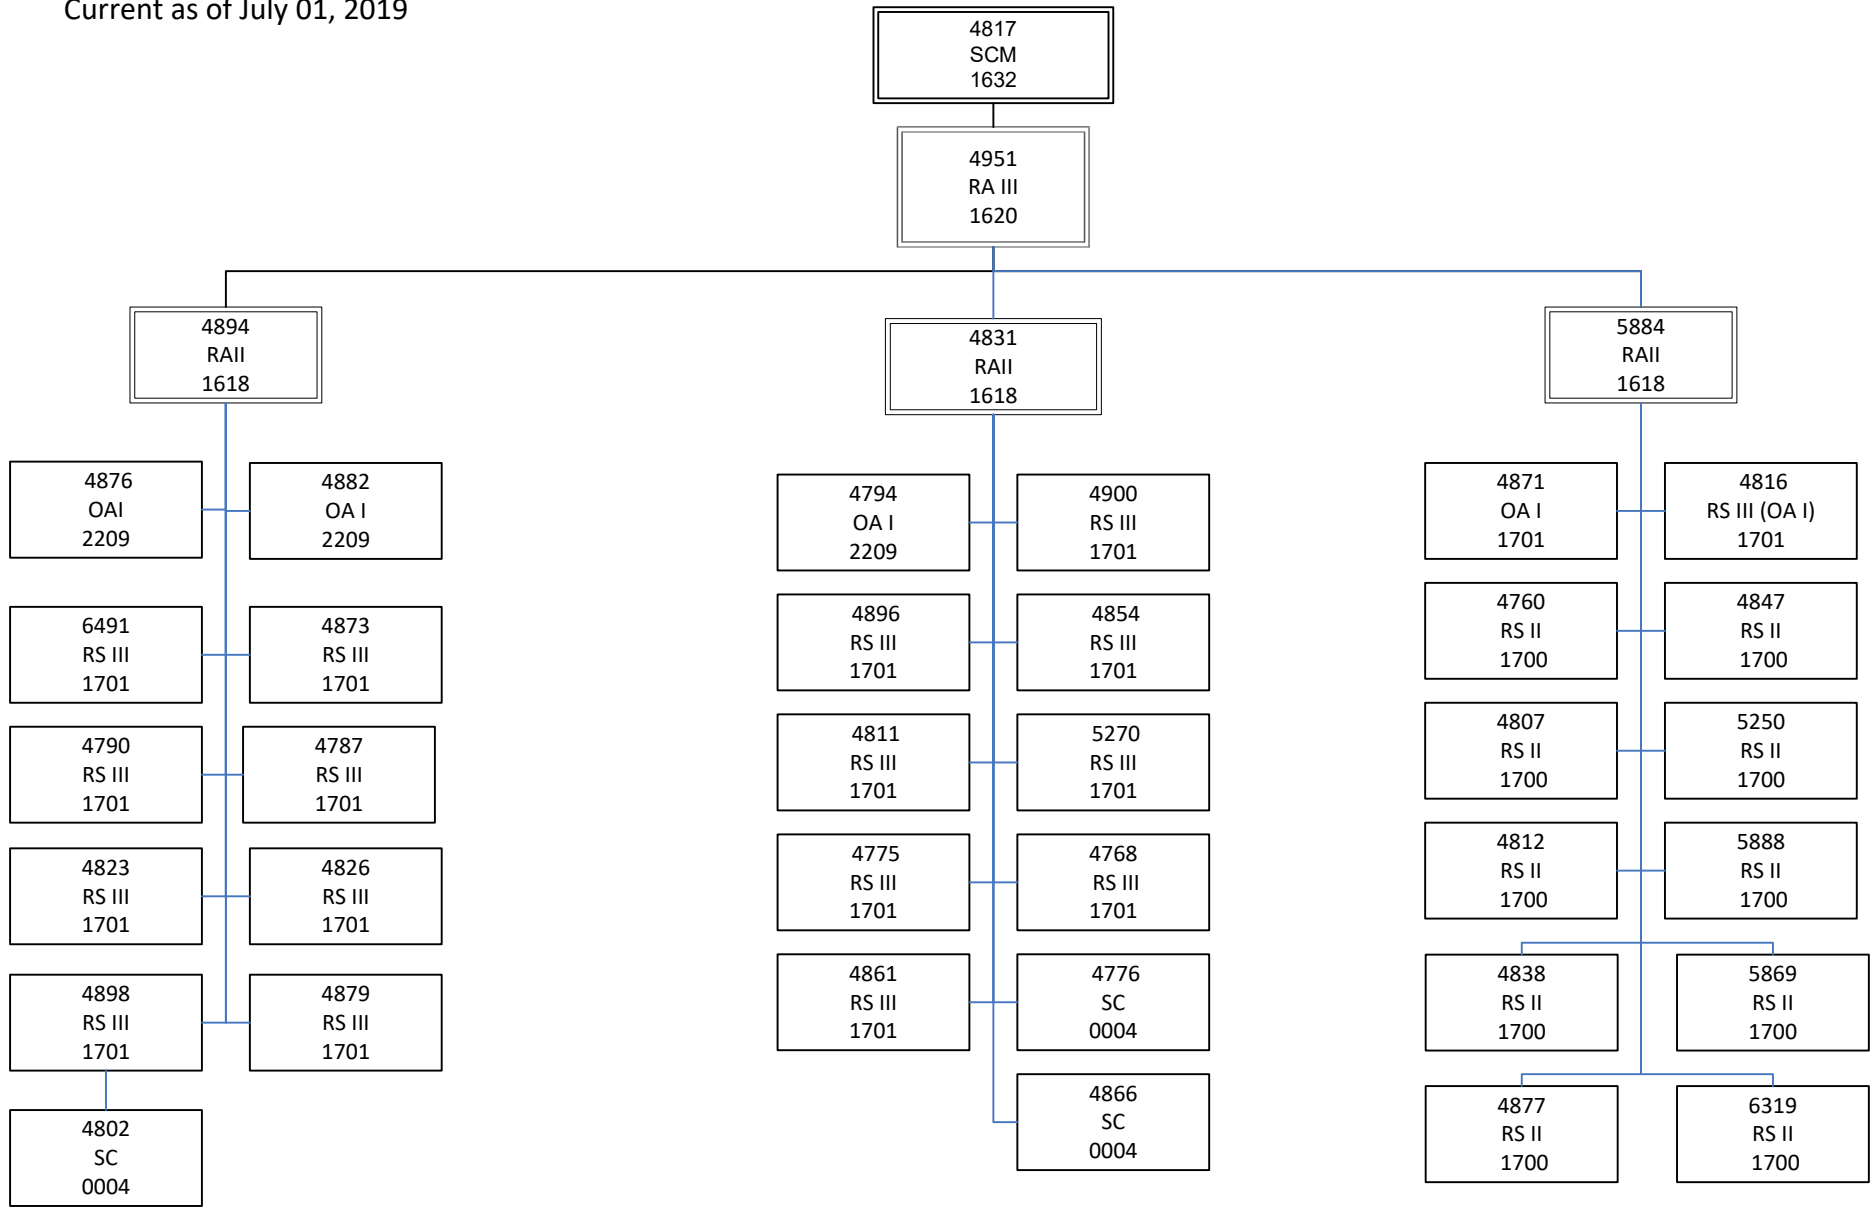 Current as of July 01, 2019
4817
SCM
1632
4951
RA III
1620
4894
RAII
1618
4831
RAII
1618
5884
RAII
1618
4876
OAI
2209
4882
OA I
2209
6491
RS III
1701
4873
RS III
1701
4790
RS III
1701
4787
RS III
1701
4823
RS III
1701
4826
RS III
1701
4898
RS III
1701
4879
RS III
1701
4802
SC
0004
4794
OA I
2209
4900
RS III
1701
4896
RS III
1701
4854
RS III
1701
4811
RS III
1701
5270
RS III
1701
4775
RS III
1701
4768
RS III
1701
4861
RS III
1701
4776
SC
0004
4866
SC
0004
4871
OA I
1701
4816
RS III (OA I)
1701
4760
RS II
1700
4847
RS II
1700
4807
RS II
1700
5250
RS II
1700
4812
RS II
1700
5888
RS II
1700
4838
RS II
1700
5869
RS II
1700
4877
RS II
1700
6319
RS II
1700